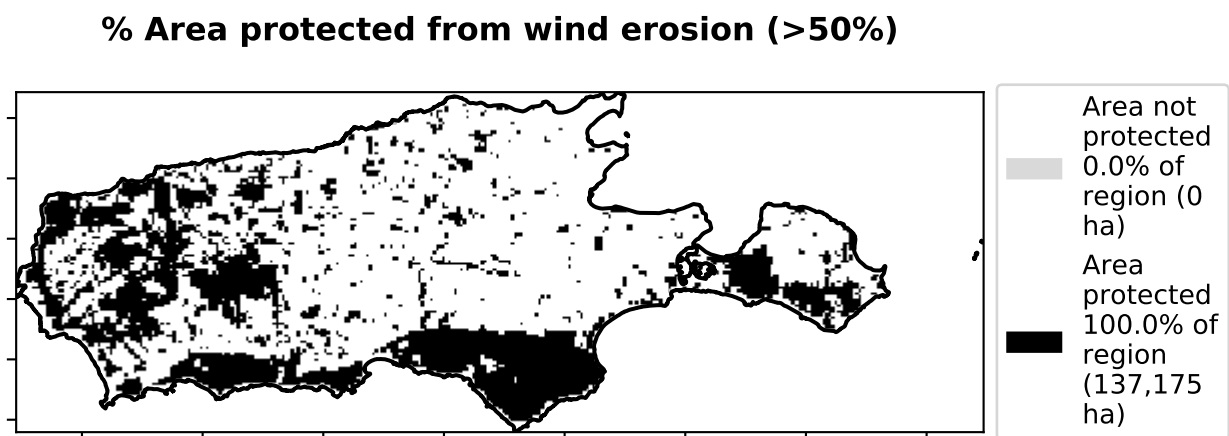 % Area protected from wind erosion (>50%)
Area not
protected
0.0% of
region (0
ha)
Area
protected
100.0% of
region
(137,175
ha)